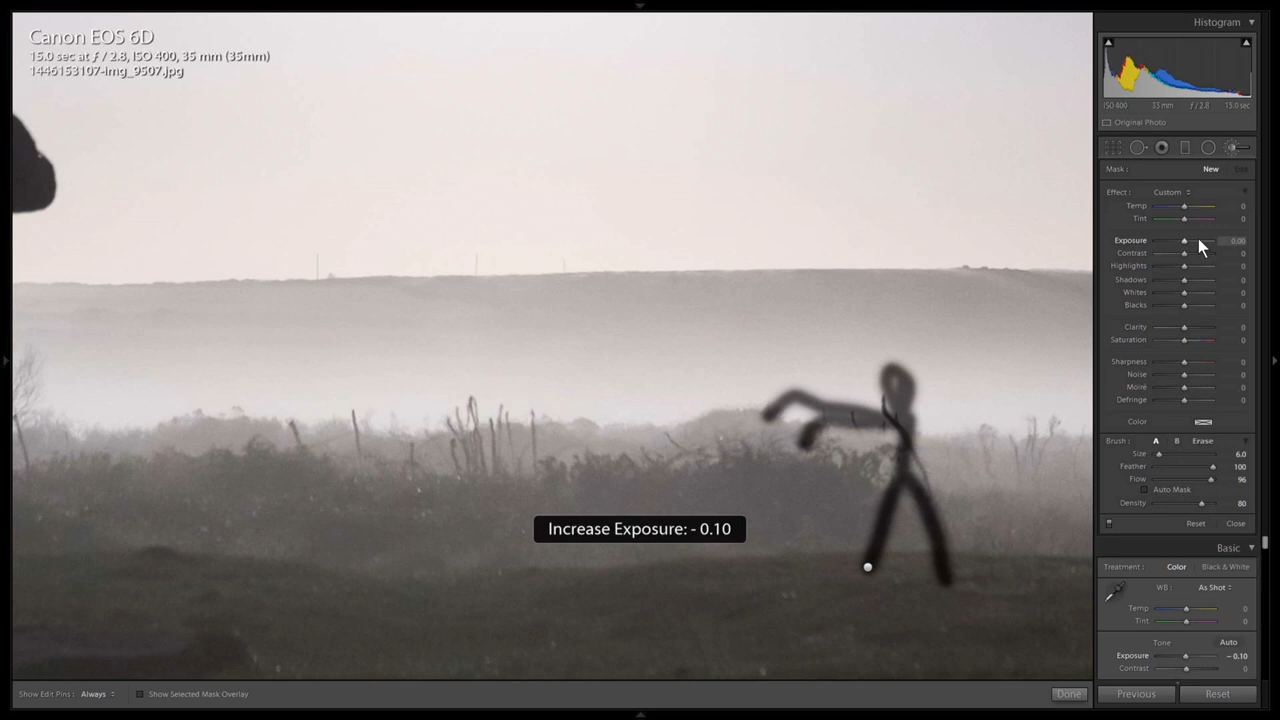 Canon EOS 6D
15.0 sec at ƒ / 2.8, ISO 400, 35 mm (35mm)
1446153107-img_9507.jpg
Increase Exposure: - 0.10
Show Edit Pins : Always
Show Selected Mask Overlay
Done
Histogram
ISO 400 35 mm ƒ / 2.8 15.0 sec
Original Photo
Mask : New Edit
Effect : Custom
Temp 0
Tint 0
Exposure 0.00
Contrast 0
Highlights 0
Shadows 0
Whites 0
Blacks 0
Clarity 0
Saturation 0
Sharpness 0
Noise 0
Moiré 0
Defringe 0
Color
Brush : A B Erase
Size 6.0
Feather 100
Flow 96
Auto Mask
Density 80
Reset Close
Basic
Treatment : Color Black & White
WB : As Shot
Temp 0
Tint 0
Tone Auto
Exposure – 0.10
Contrast 0
Previous Reset